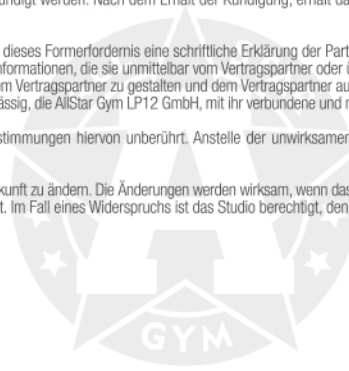 kündigt werden. Nach dem Erhalt der Kündigung, erhält da
dieses Formerfordernis eine schriftliche Erklärung der Part
nformationen, die sie unmittelbar vom Vertragspartner oder ü
em Vertragspartner zu gestalten und dem Vertragspartner au
ässig, die AllStar Gym LP12 GmbH, mit ihr verbundene und n
stimmungen hiervon unberührt. Anstelle der unwirksamen
kunft zu ändern. Die Änderungen werden wirksam, wenn das
t. Im Fall eines Widerspruchs ist das Studio berechtigt, den
GYM